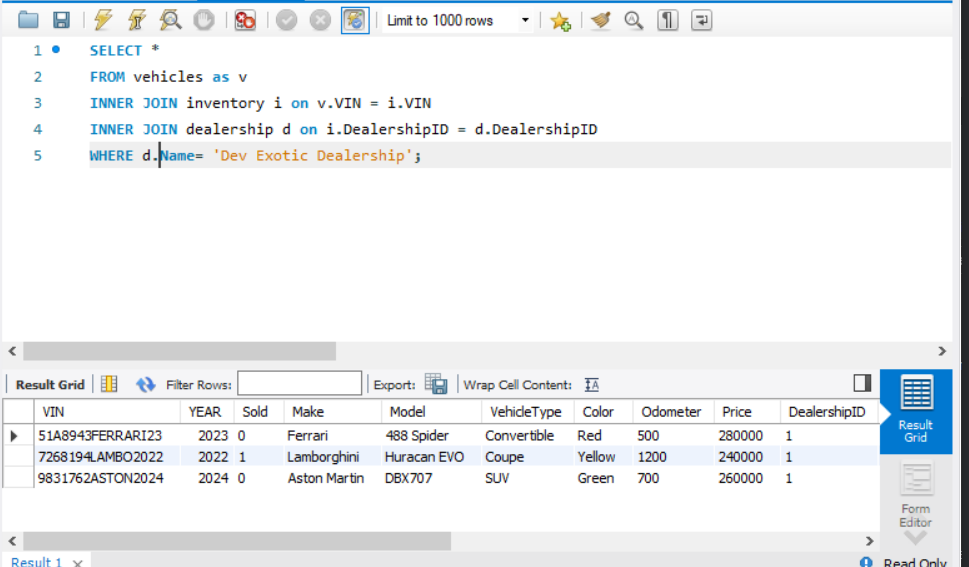 Limit to 1000 rows
1 SELECT *
2 FROM vehicles as v
3 INNER JOIN inventory i on v.VIN = i.VIN
4 INNER JOIN dealership d on i.DealershipID = d.DealershipID
5 WHERE d.Name= 'Dev Exotic Dealership';
Result Grid Filter Rows: Export: Wrap Cell Content: IA
VIN YEAR Sold Make Model VehicleType Color Odometer Price DealershipID
51A8943FERRARI23 2023 0 Ferrari 488 Spider Convertible Red 500 280000 1
7268194LAMBO2022 2022 1 Lamborghini Huracan EVO Coupe Yellow 1200 240000 1
9831762ASTON2024 2024 0 Aston Martin DBX707 SUV Green 700 260000 1
Result
Grid
Form
Editor
Result 1 Read Only